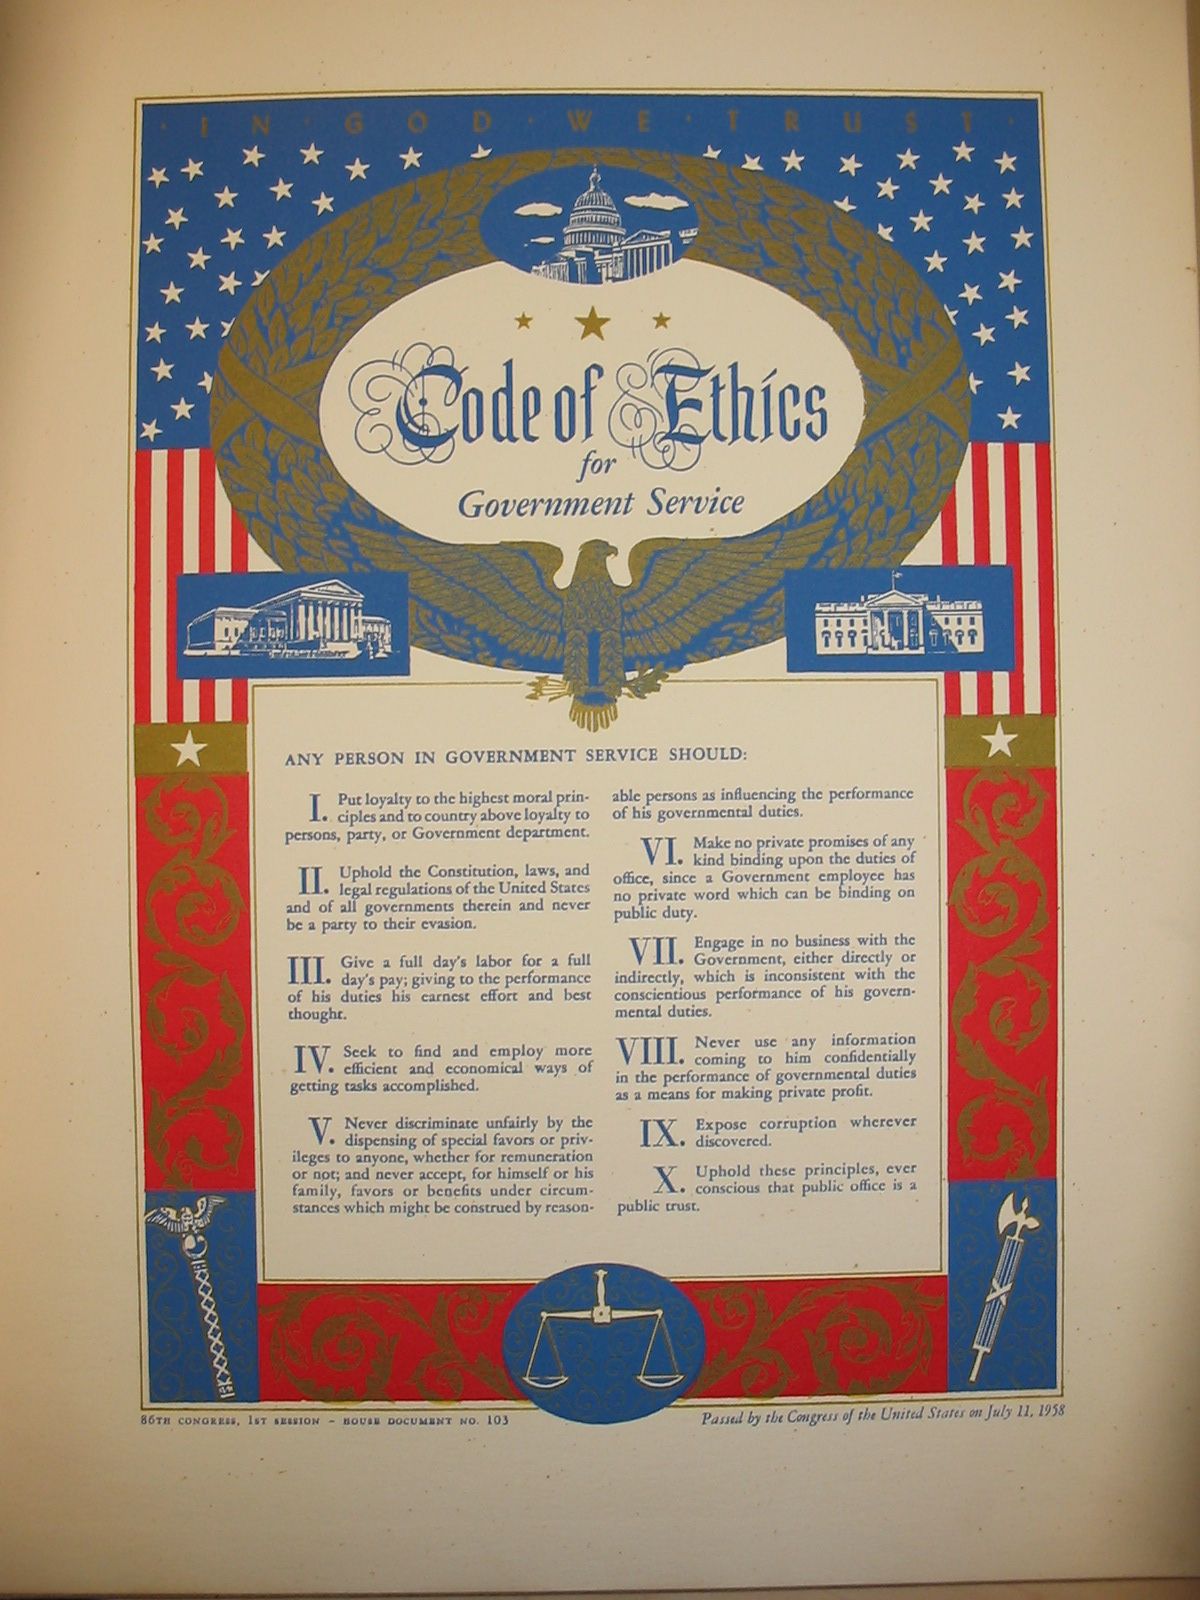 · IN · GOD · WE · TRUST ·
Code of Ethics
for
Government Service
ANY PERSON IN GOVERNMENT SERVICE SHOULD:
I. Put loyalty to the highest moral prin-
ciples and to country above loyalty to
persons, party, or Government department.
II. Uphold the Constitution, laws, and
legal regulations of the United States
and of all governments therein and never
be a party to their evasion.
III. Give a full day's labor for a full
day's pay; giving to the performance
of his duties his earnest effort and best
thought.
IV. Seek to find and employ more
efficient and economical ways of
getting tasks accomplished.
V. Never discriminate unfairly by the
dispensing of special favors or priv-
ileges to anyone, whether for remuneration
or not; and never accept, for himself or his
family, favors or benefits under circum-
stances which might be construed by reason-
able persons as influencing the performance
of his governmental duties.
VI. Make no private promises of any
kind binding upon the duties of
office, since a Government employee has
no private word which can be binding on
public duty.
VII. Engage in no business with the
Government, either directly or
indirectly, which is inconsistent with the
conscientious performance of his govern-
mental duties.
VIII. Never use any information
coming to him confidentially
in the performance of governmental duties
as a means for making private profit.
IX. Expose corruption wherever
discovered.
X. Uphold these principles, ever
conscious that public office is a
public trust.
86TH CONGRESS, 1ST SESSION – HOUSE DOCUMENT NO. 103
Passed by the Congress of the United States on July 11, 1958